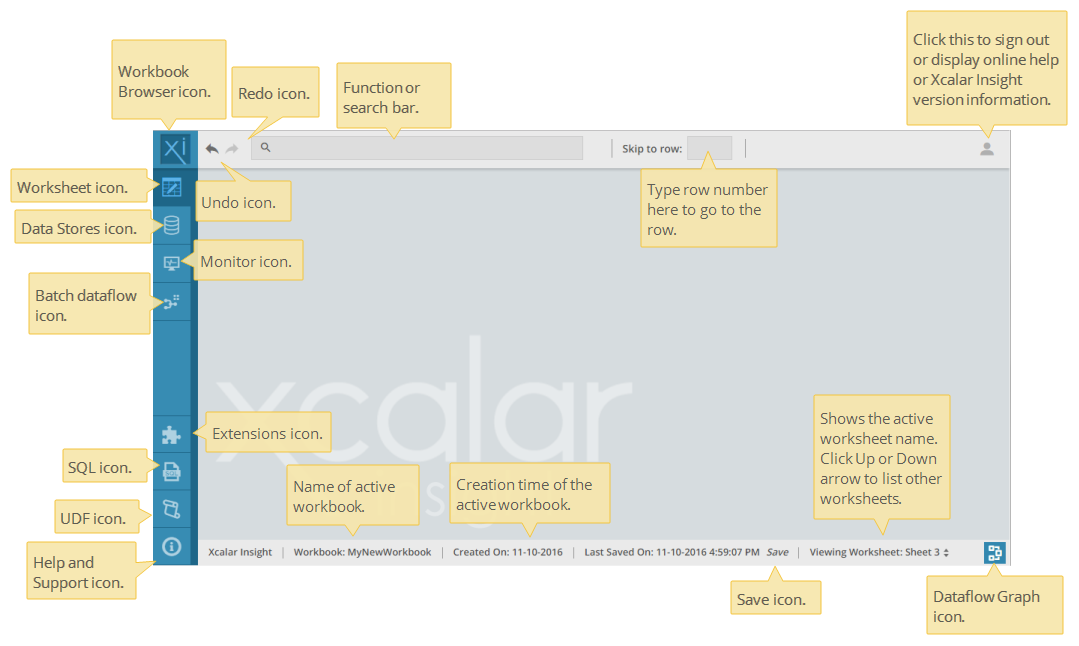 Click this to sign out
or display online help
or Xcalar Insight
version information.
Workbook
Browser icon.
Redo icon.
Function or
search bar.
Xi
Skip to row:
Worksheet icon.
Undo icon.
Type row number
here to go to the
row.
Data Stores icon.
Monitor icon.
Batch dataflow
icon.
xcalar
insight
Extensions icon.
Shows the active
worksheet name.
Click Up or Down
arrow to list other
worksheets.
SQL icon.
SQL
Name of active
workbook.
Creation time of the
active workbook.
UDF icon.
Help and
Support icon.
Xcalar Insight
Workbook: MyNewWorkbook
Created On: 11-10-2016
Last Saved On: 11-10-2016 4:59:07 PM
Save
Viewing Worksheet: Sheet 3
Save icon.
Dataflow Graph
icon.